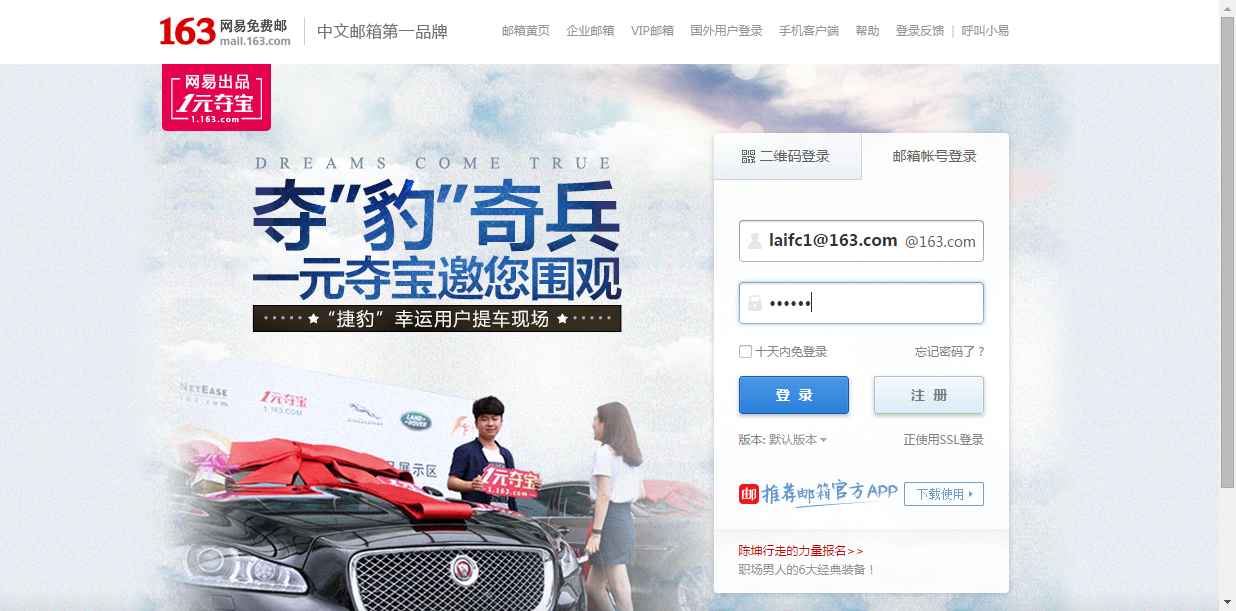 163 网易免费邮
mail.163.com
中文邮箱第一品牌
邮箱黄页 企业邮箱 VIP邮箱 国外用户登录 手机客户端 帮助 登录反馈 | 呼叫小易
网易出品
1元夺宝
1.163.com
DREAMS COME TRUE
夺”豹”奇兵
一元夺宝邀您围观
·····★“捷豹”幸运用户提车现场★·····
NETEASE
163.com
1元夺宝
1.163.COM
JAGUAR
LAND ROVER
展示区
1元夺宝
1.163.com
二维码登录
邮箱帐号登录
laifc1@163.com @163.com
••••••
十天内免登录 忘记密码了?
登 录 注 册
版本: 默认版本 正使用SSL登录
邮 推荐邮箱官方APP 下载使用
陈坤行走的力量报名>>
职场男人的6大经典装备！